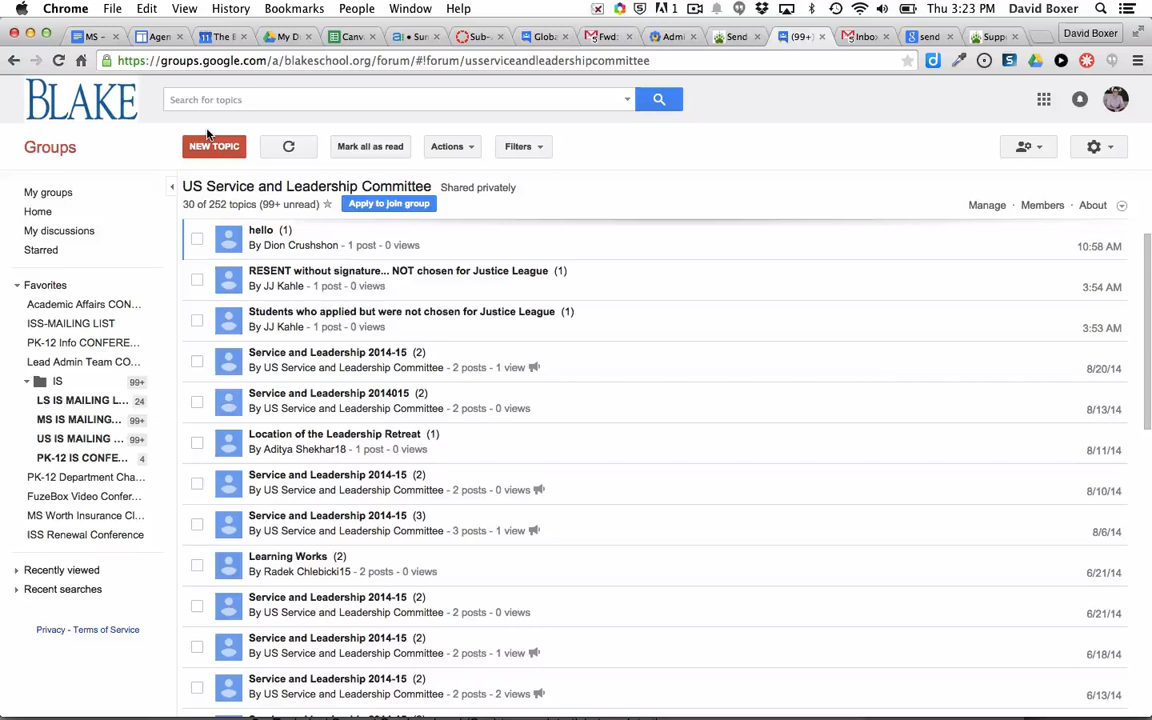 Chrome File Edit View History Bookmarks People Window Help 1 Thu 3:23 PM David Boxer
MS – Agen The E My D Canv al • Sun Sub- Globa Fwd: Admi Send (99+) Inbox send Suppo David Boxer
https://groups.google.com/a/blakeschool.org/forum/#!forum/usserviceandleadershipcommittee
BLAKE
Search for topics
Groups
NEW TOPIC
Mark all as read
Actions
Filters
My groups
Home
My discussions
Starred
Favorites
Academic Affairs CON...
ISS-MAILING LIST
PK-12 Info CONFERE...
Lead Admin Team CO...
IS 99+
LS IS MAILING L... 24
MS IS MAILING... 99+
US IS MAILING ... 99+
PK-12 IS CONFE... 4
PK-12 Department Cha...
FuzeBox Video Confer...
MS Worth Insurance Cl...
ISS Renewal Conference
Recently viewed
Recent searches
Privacy - Terms of Service
US Service and Leadership Committee Shared privately
30 of 252 topics (99+ unread) Apply to join group
Manage · Members · About
hello (1)
By Dion Crushshon - 1 post - 0 views 10:58 AM
RESENT without signature... NOT chosen for Justice League (1)
By JJ Kahle - 1 post - 0 views 3:54 AM
Students who applied but were not chosen for Justice League (1)
By JJ Kahle - 1 post - 0 views 3:53 AM
Service and Leadership 2014-15 (2)
By US Service and Leadership Committee - 2 posts - 1 view 8/20/14
Service and Leadership 2014015 (2)
By US Service and Leadership Committee - 2 posts - 0 views 8/13/14
Location of the Leadership Retreat (1)
By Aditya Shekhar18 - 1 post - 0 views 8/11/14
Service and Leadership 2014-15 (2)
By US Service and Leadership Committee - 2 posts - 0 views 8/10/14
Service and Leadership 2014-15 (3)
By US Service and Leadership Committee - 3 posts - 1 view 8/6/14
Learning Works (2)
By Radek Chlebicki15 - 2 posts - 0 views 6/21/14
Service and Leadership 2014-15 (2)
By US Service and Leadership Committee - 2 posts - 0 views 6/21/14
Service and Leadership 2014-15 (2)
By US Service and Leadership Committee - 2 posts - 1 view 6/18/14
Service and Leadership 2014-15 (2)
By US Service and Leadership Committee - 2 posts - 2 views 6/13/14